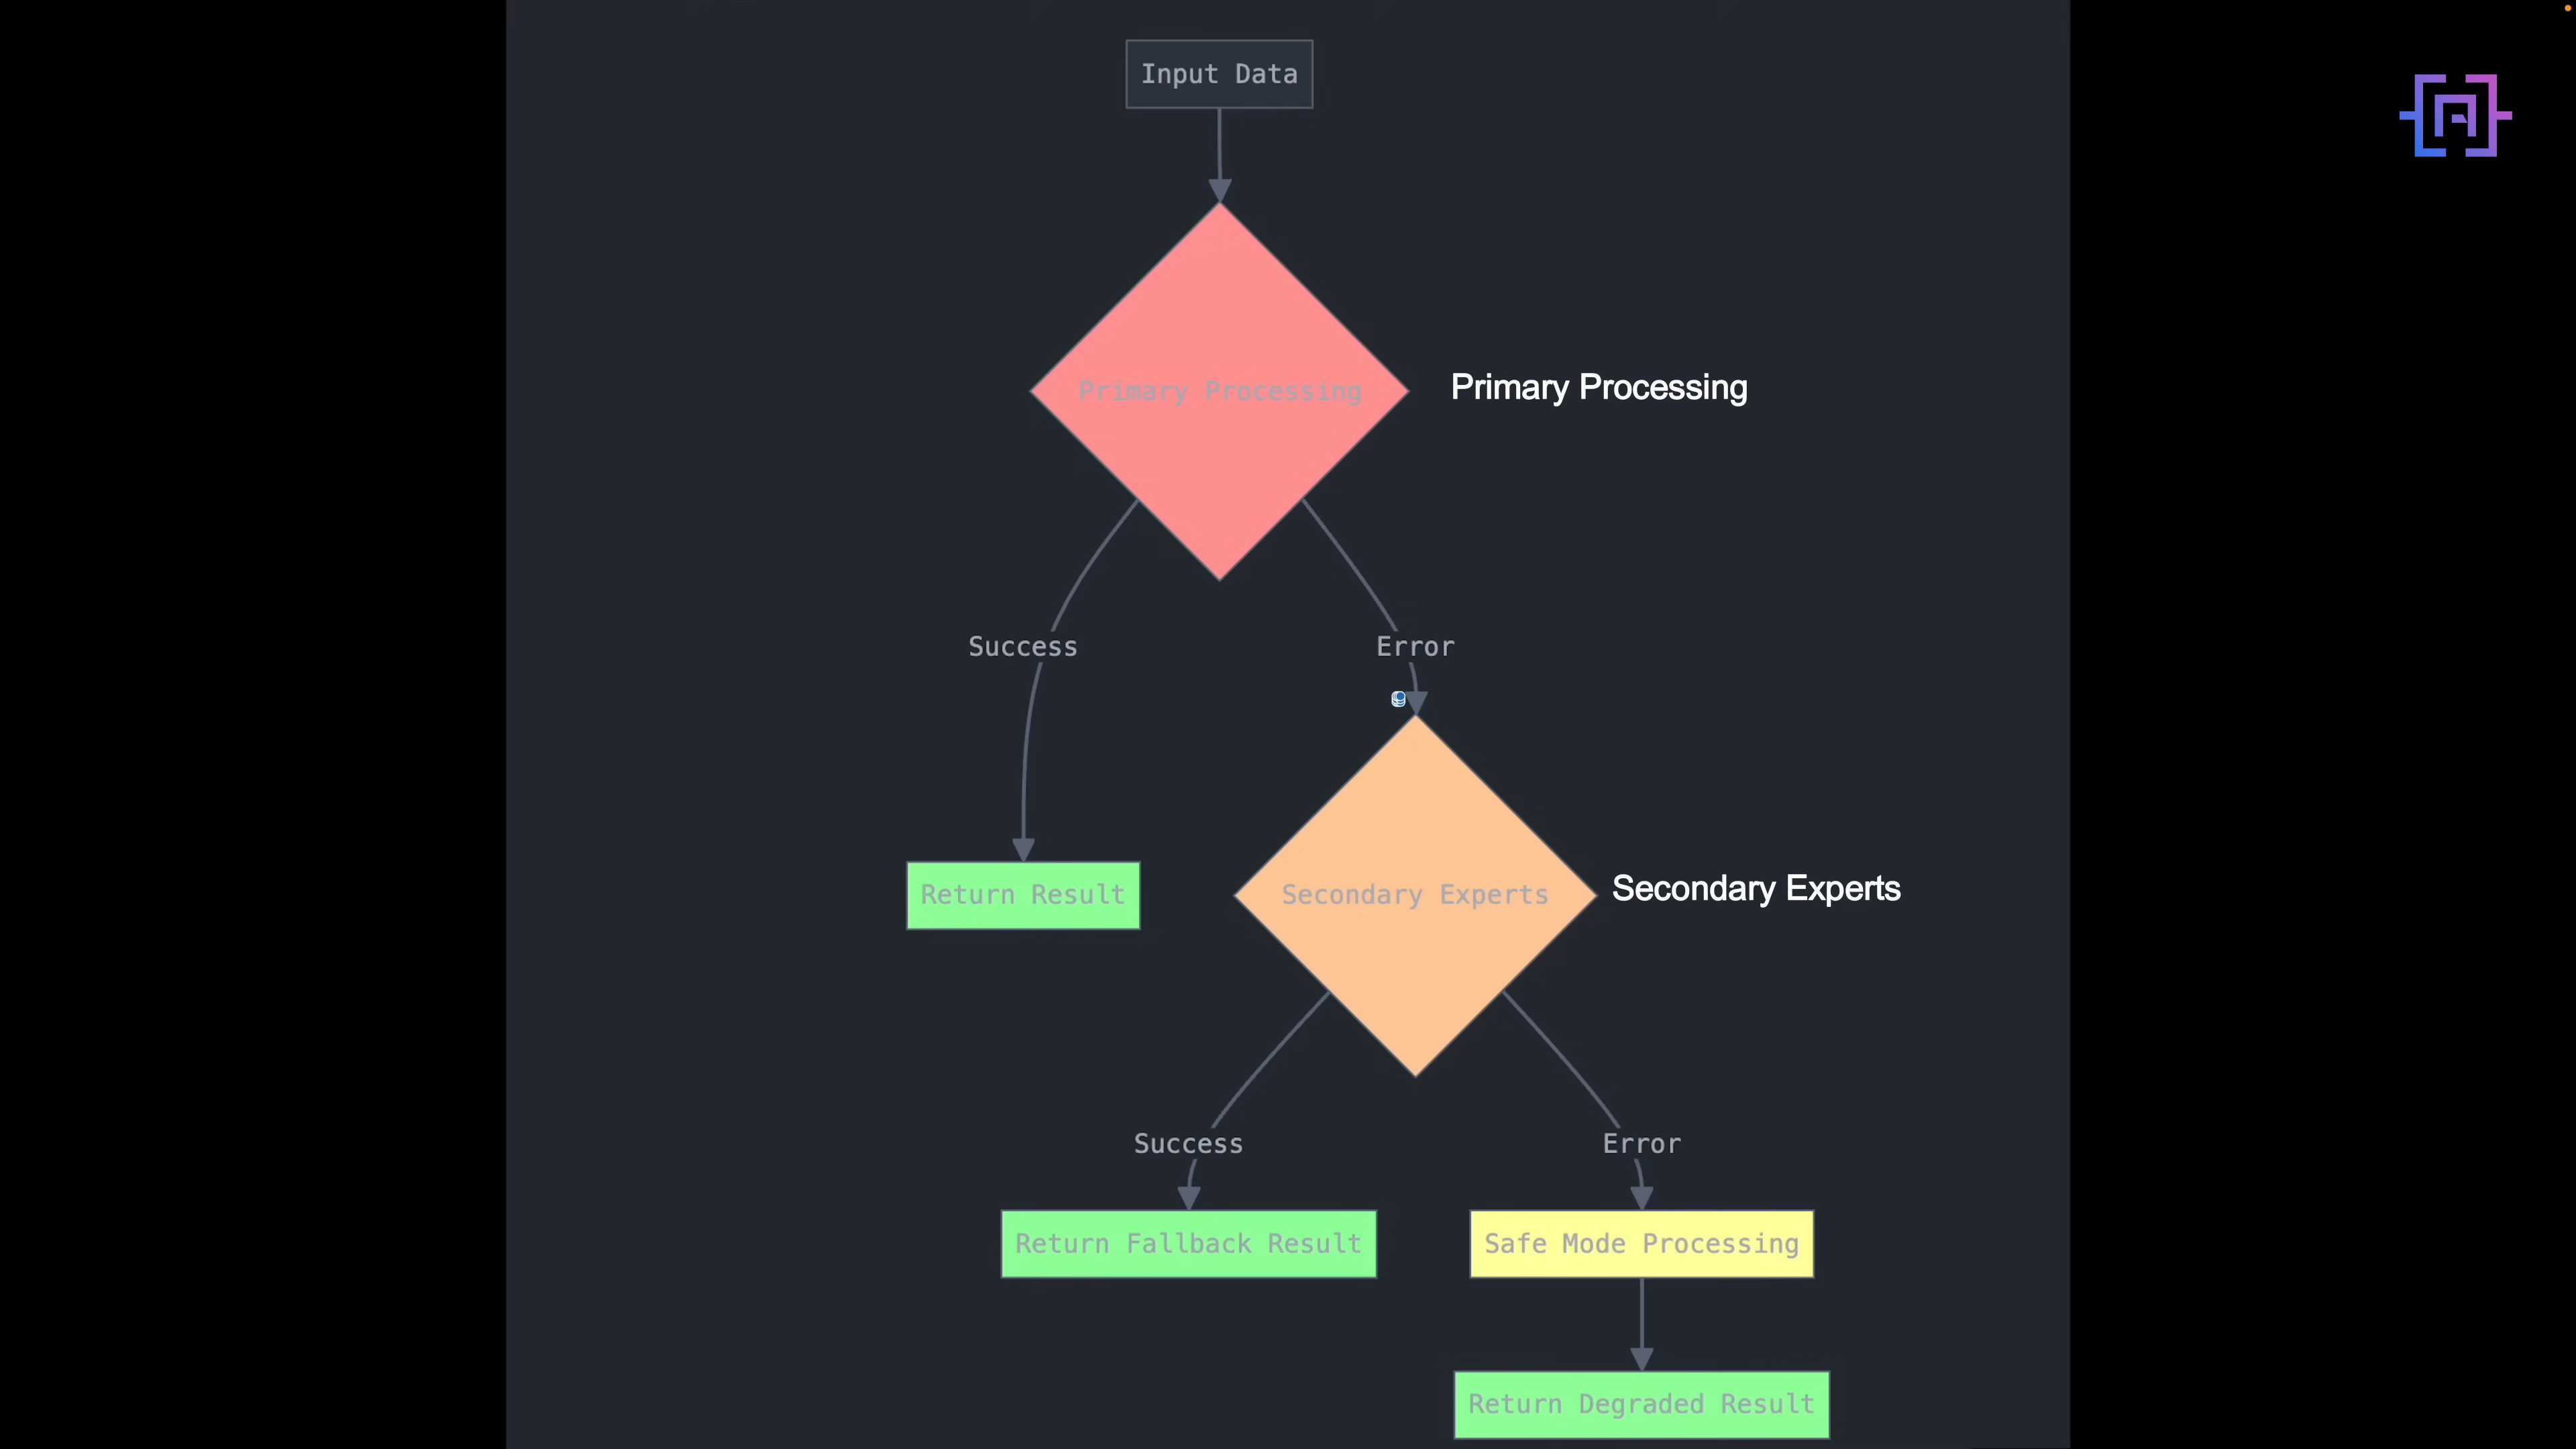 Input Data
Primary Processing
Primary Processing
Success
Error
Return Result
Secondary Experts
Secondary Experts
Success
Error
Return Fallback Result
Safe Mode Processing
Return Degraded Result